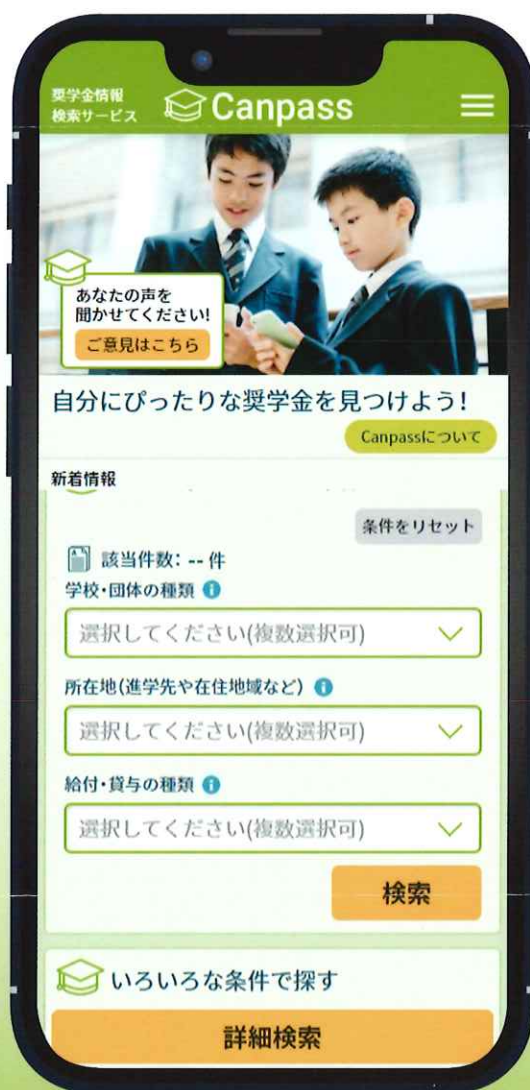 奨学金情報
検索サービス
Canpass
あなたの声を
聞かせてください!
ご意見はこちら
自分にぴったりな奨学金を見つけよう!
Canpassについて
新着情報
条件をリセット
該当件数: -- 件
学校・団体の種類
選択してください(複数選択可)
所在地(進学先や在住地域など)
選択してください(複数選択可)
給付・貸与の種類
選択してください(複数選択可)
検索
いろいろな条件で探す
詳細検索